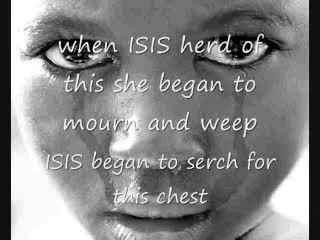 when ISIS herd of
this she began to
mourn and weep
ISIS began to serch for
this chest